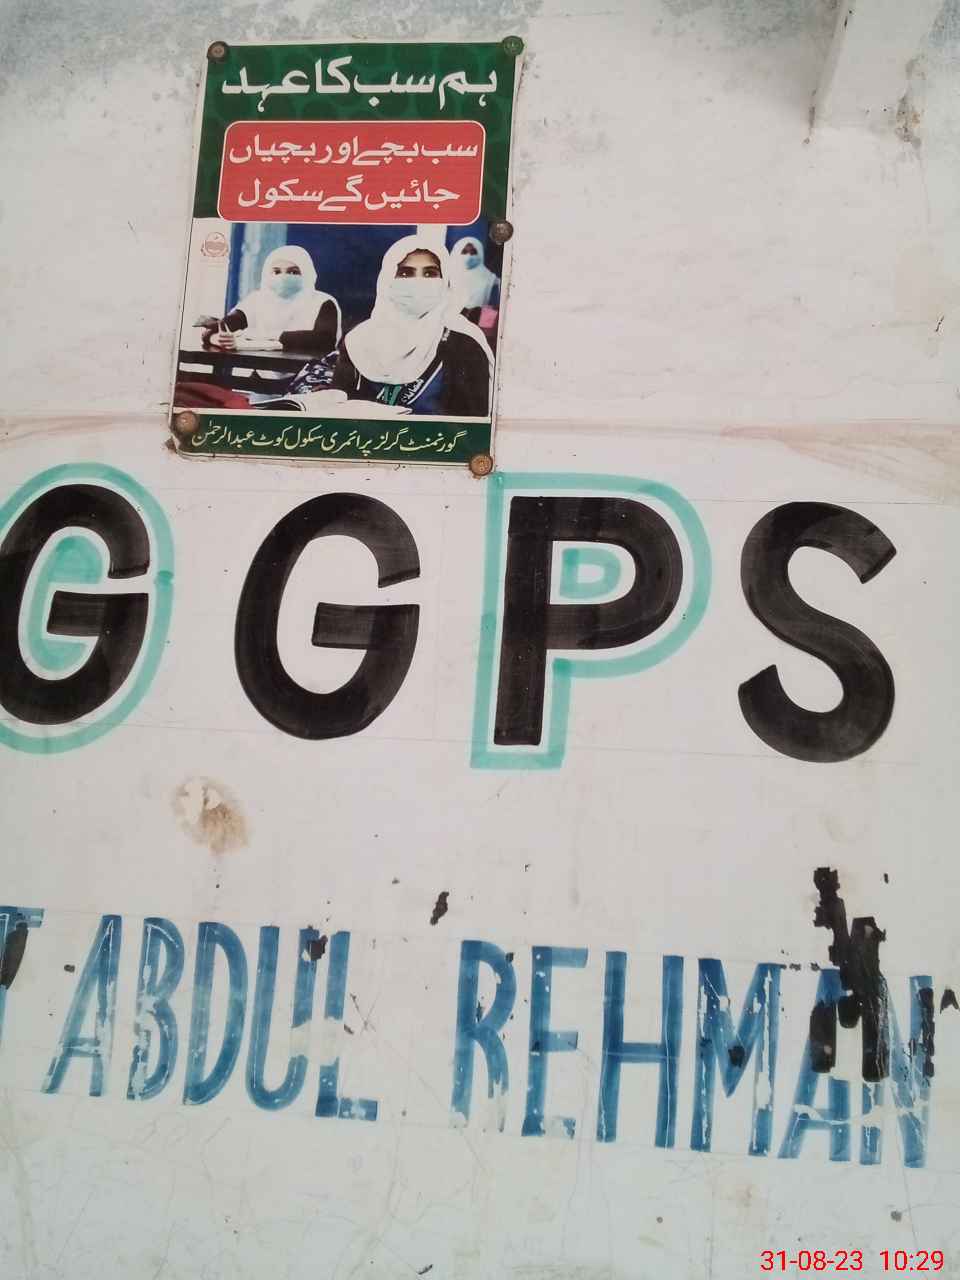 ہم سب کا عہد
سب بچے اور بچیاں
جائیں گے سکول
گورنمنٹ گرلز پرائمری سکول کوٹ عبدالرحمٰن
GGPS
T ABDUL REHMAN
31-08-23 10:29